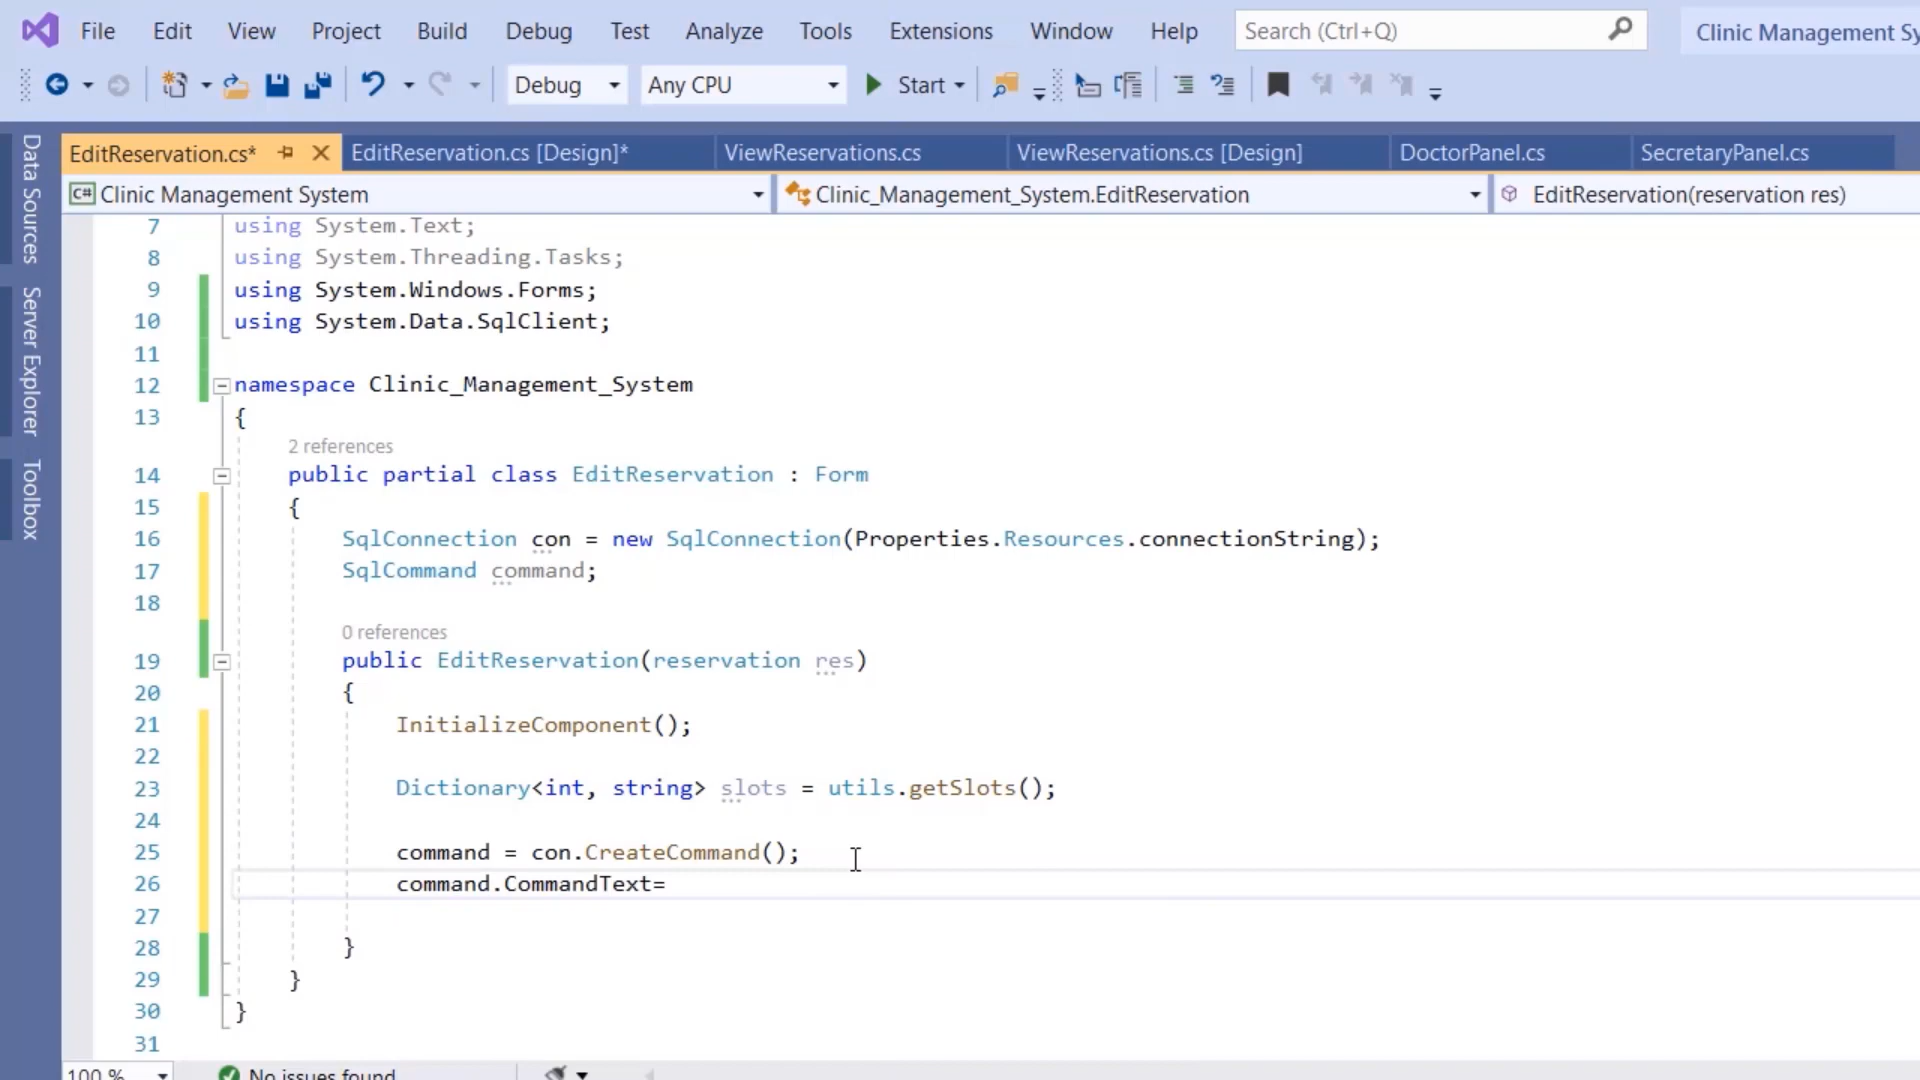 File Edit View Project Build Debug Test Analyze Tools Extensions Window Help Search (Ctrl+Q) Clinic Management Sy
Debug Any CPU Start
EditReservation.cs* EditReservation.cs [Design]* ViewReservations.cs ViewReservations.cs [Design] DoctorPanel.cs SecretaryPanel.cs
C# Clinic Management System Clinic_Management_System.EditReservation EditReservation(reservation res)
Data Sources
Server Explorer
Toolbox
7 using System.Text;
8 using System.Threading.Tasks;
9 using System.Windows.Forms;
10 using System.Data.SqlClient;
11
12 namespace Clinic_Management_System
13 {
2 references
14 public partial class EditReservation : Form
15 {
16 SqlConnection con = new SqlConnection(Properties.Resources.connectionString);
17 SqlCommand command;
18
0 references
19 public EditReservation(reservation res)
20 {
21 InitializeComponent();
22
23 Dictionary<int, string> slots = utils.getSlots();
24
25 command = con.CreateCommand();
26 command.CommandText=
27
28 }
29 }
30 }
31
100 % No issues found